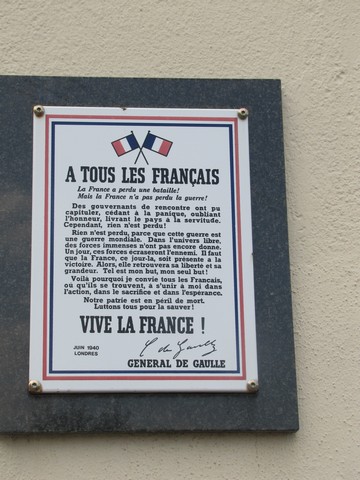 A TOUS LES FRANÇAIS
La France a perdu une bataille!
Mais la France n'a pas perdu la guerre!
Des gouvernants de rencontre ont pu
capituler, cédant à la panique, oubliant
l'honneur, livrant le pays à la servitude.
Cependant, rien n'est perdu!
Rien n'est perdu, parce que cette guerre est
une guerre mondiale. Dans l'univers libre,
des forces immenses n'ont pas encore donné.
Un jour, ces forces écraseront l'ennemi. Il faut
que la France, ce jour-là, soit présente à la
victoire. Alors, elle retrouvera sa liberté et sa
grandeur. Tel est mon but, mon seul but!
Voilà pourquoi je convie tous les Français,
où qu'ils se trouvent, à s'unir à moi dans
l'action, dans le sacrifice et dans l'espérance.
Notre patrie est en péril de mort.
Luttons tous pour la sauver!
VIVE LA FRANCE !
JUIN 1940
LONDRES
C de Gaulle
GENERAL DE GAULLE